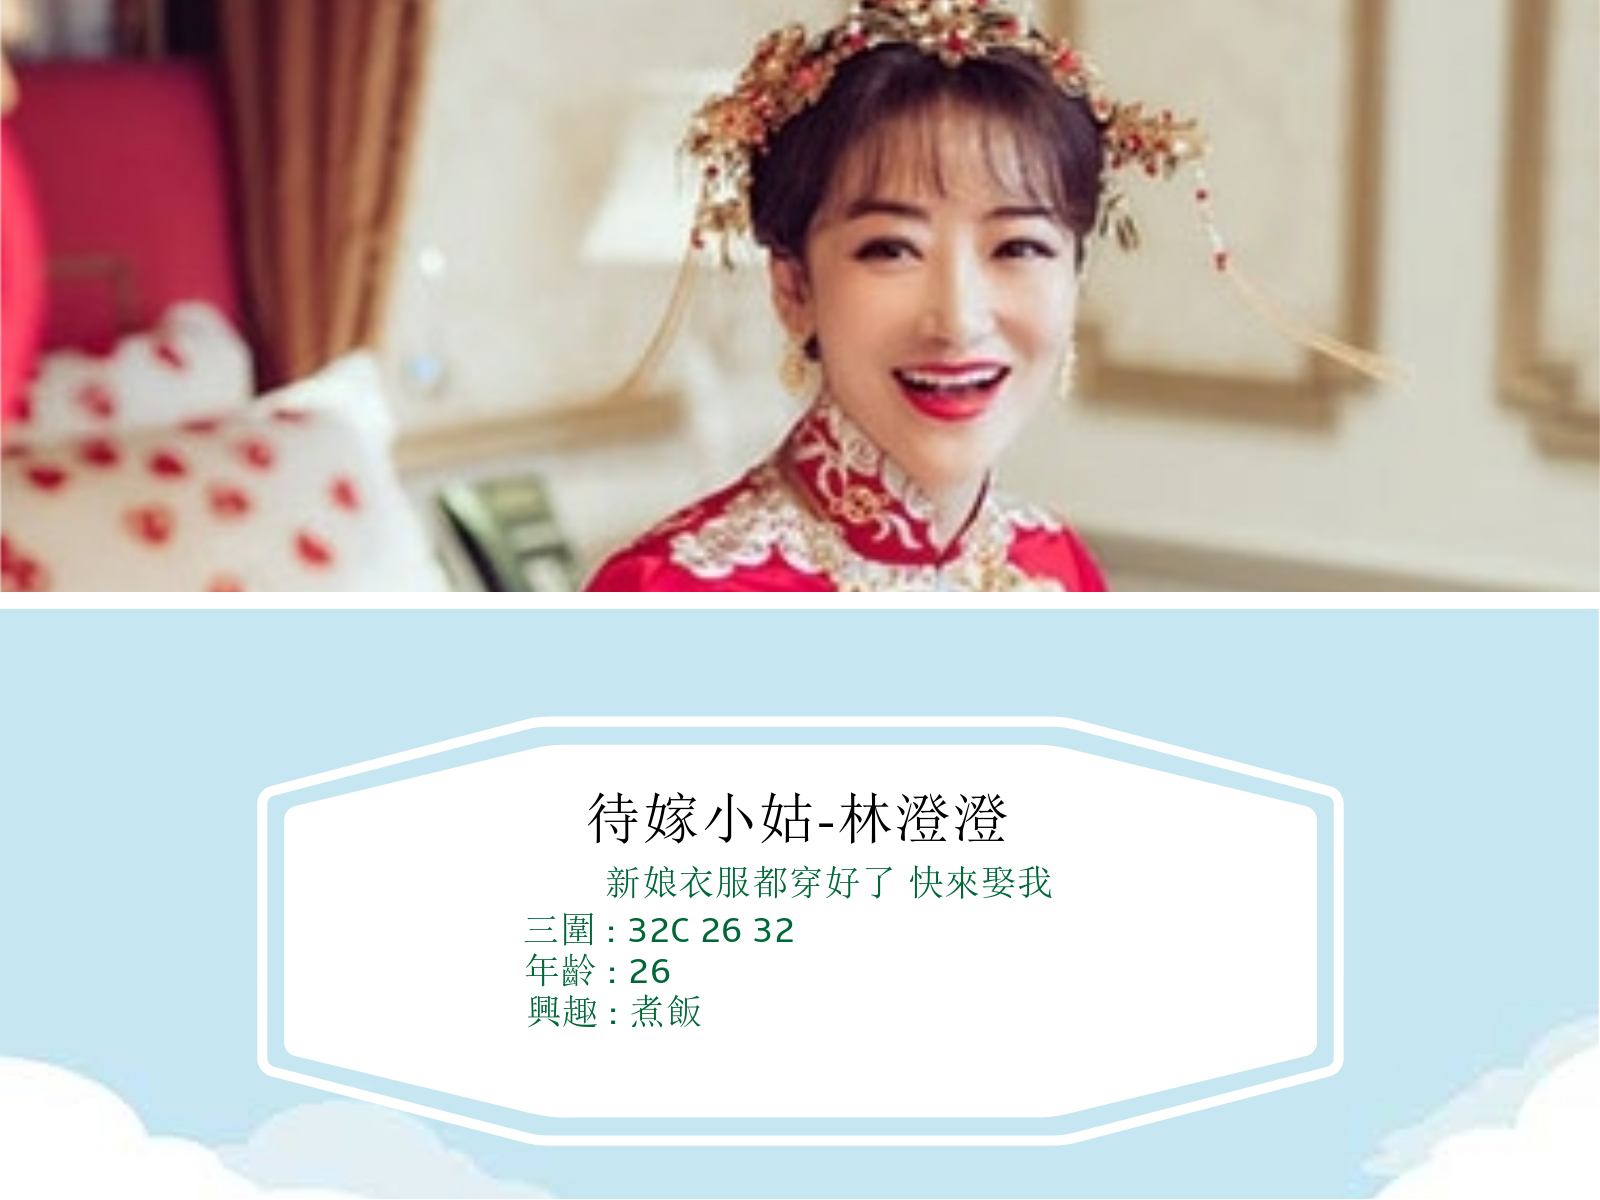 待嫁小姑-林澄澄
新娘衣服都穿好了 快來娶我
三圍 : 32C 26 32
年齡 : 26
興趣 : 煮飯